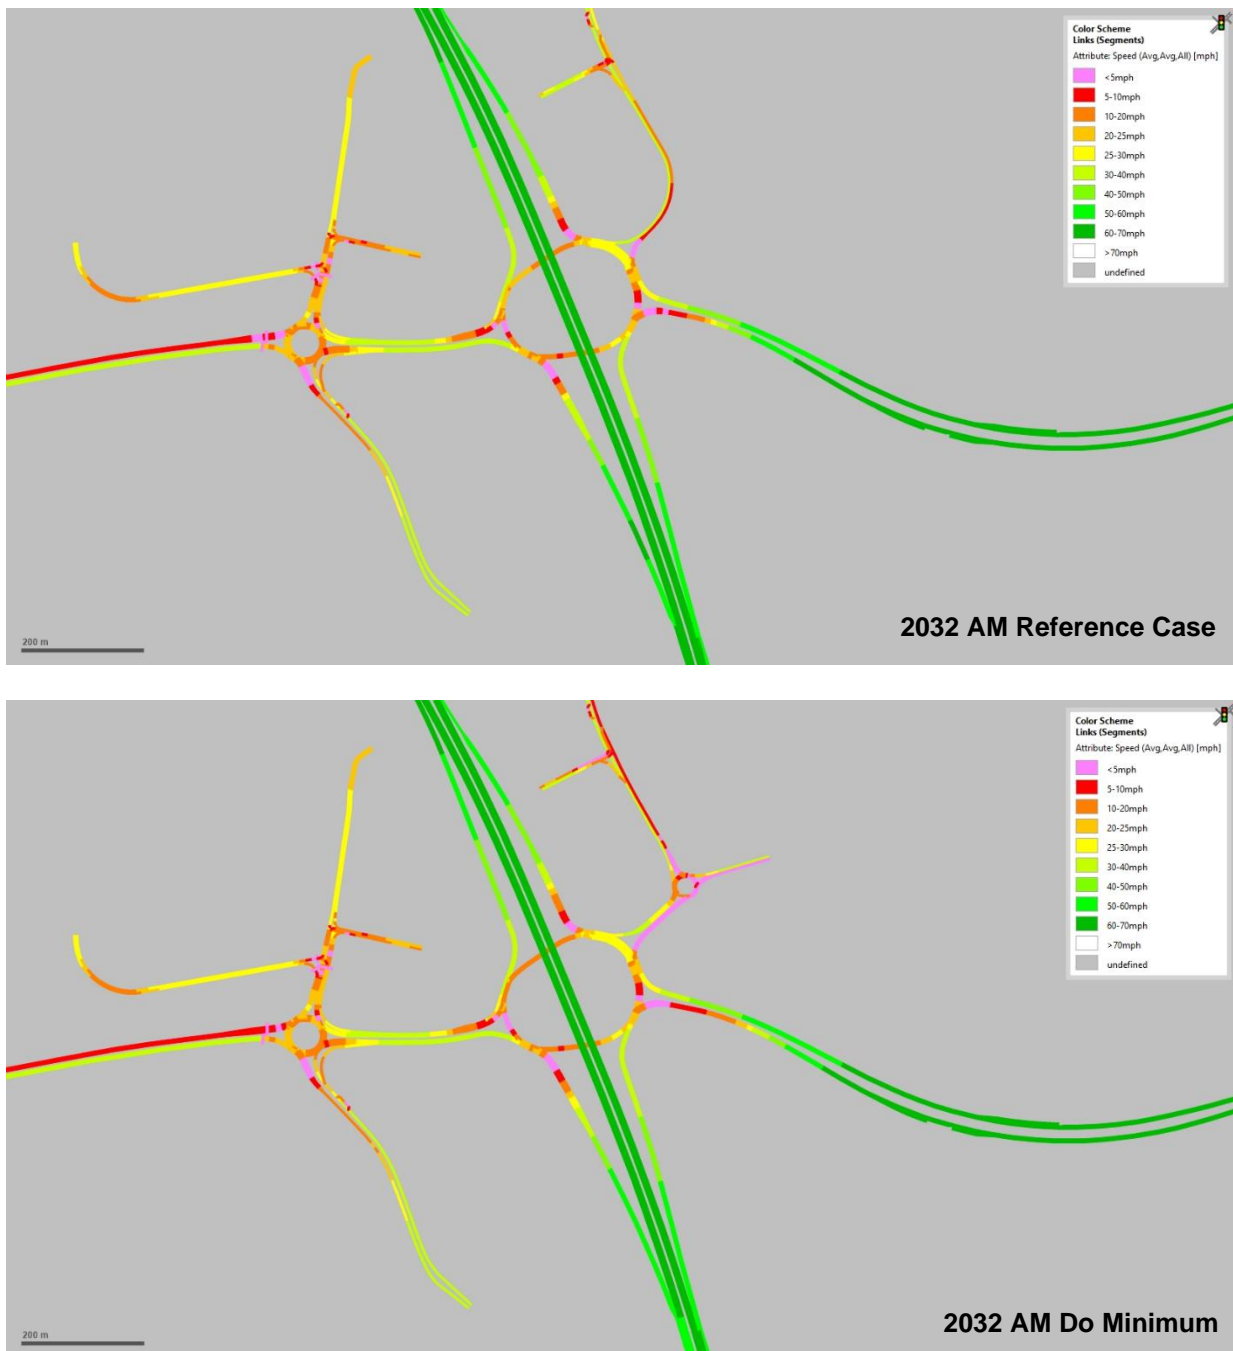 Color Scheme
Links (Segments)
Attribute: Speed (Avg,Avg,All) [mph]
<5mph
5-10mph
10-20mph
20-25mph
25-30mph
30-40mph
40-50mph
50-60mph
60-70mph
>70mph
undefined
2032 AM Reference Case
200 m
Color Scheme
Links (Segments)
Attribute: Speed (Avg,Avg,All) [mph]
<5mph
5-10mph
10-20mph
20-25mph
25-30mph
30-40mph
40-50mph
50-60mph
60-70mph
>70mph
undefined
2032 AM Do Minimum
200 m